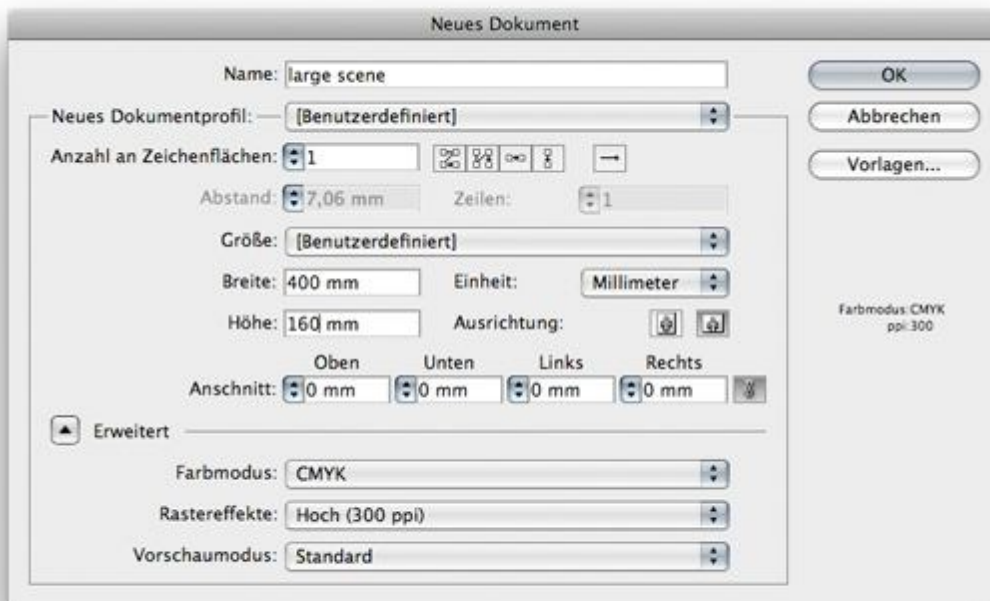 Neues Dokument
Name: large scene
OK
Neues Dokumentprofil: [Benutzerdefiniert]
Abbrechen
Anzahl an Zeichenflächen: 1
Vorlagen...
Abstand: 7,06 mm Zeilen: 1
Größe: [Benutzerdefiniert]
Breite: 400 mm Einheit: Millimeter
Höhe: 160 mm Ausrichtung:
Farbmodus:CMYK
ppi:300
Oben Unten Links Rechts
Anschnitt: 0 mm 0 mm 0 mm 0 mm
Erweitert
Farbmodus: CMYK
Rastereffekte: Hoch (300 ppi)
Vorschaumodus: Standard